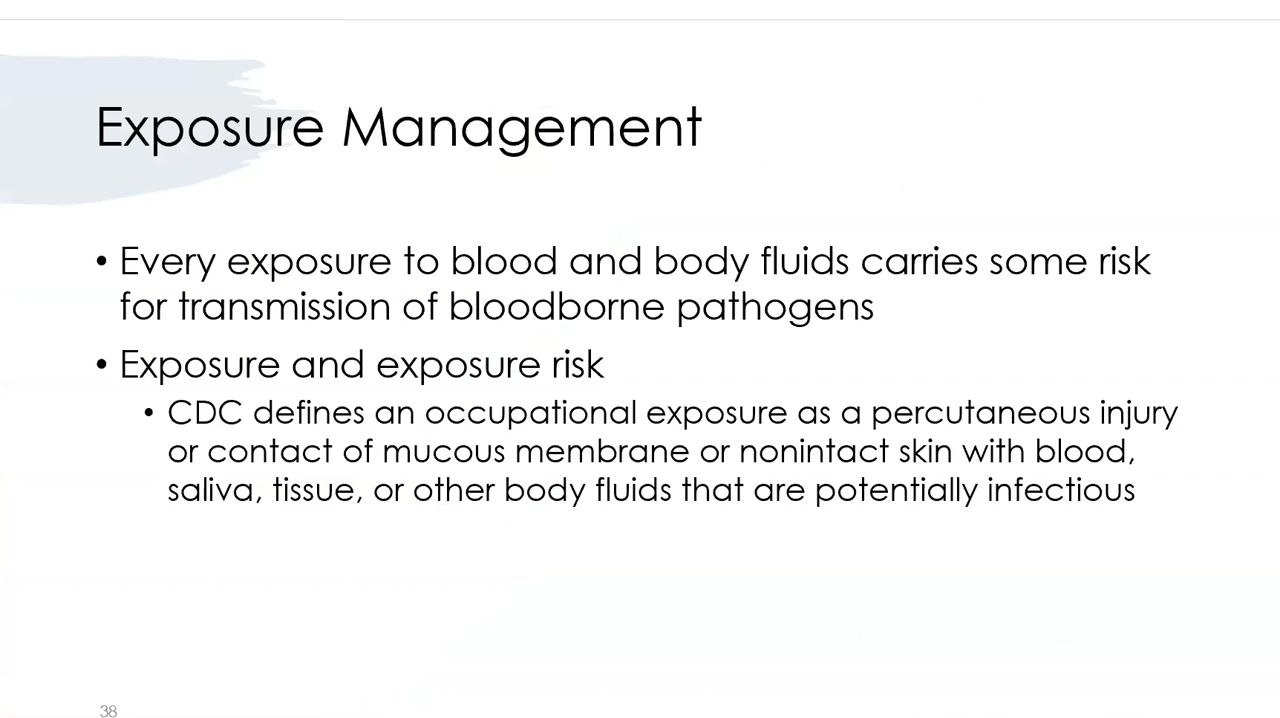 Exposure Management
• Every exposure to blood and body fluids carries some risk
for transmission of bloodborne pathogens
• Exposure and exposure risk
• CDC defines an occupational exposure as a percutaneous injury
or contact of mucous membrane or nonintact skin with blood,
saliva, tissue, or other body fluids that are potentially infectious
38